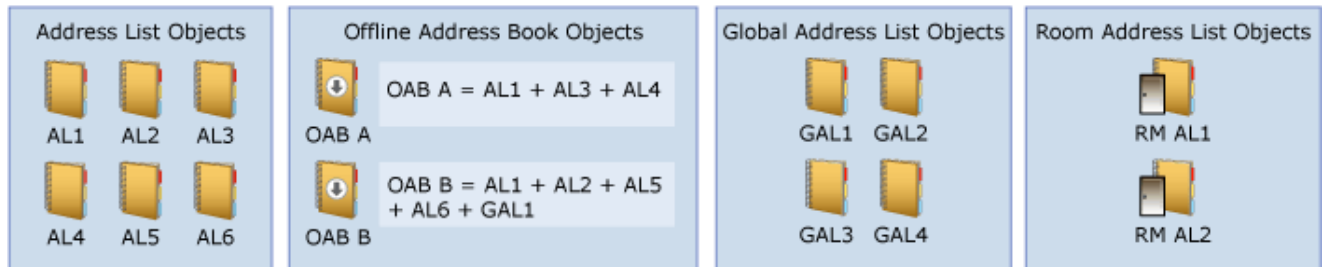 Address List Objects
AL1 AL2 AL3
AL4 AL5 AL6
Offline Address Book Objects
OAB A
OAB A = AL1 + AL3 + AL4
OAB B
OAB B = AL1 + AL2 + AL5
+ AL6 + GAL1
Global Address List Objects
GAL1 GAL2
GAL3 GAL4
Room Address List Objects
RM AL1
RM AL2